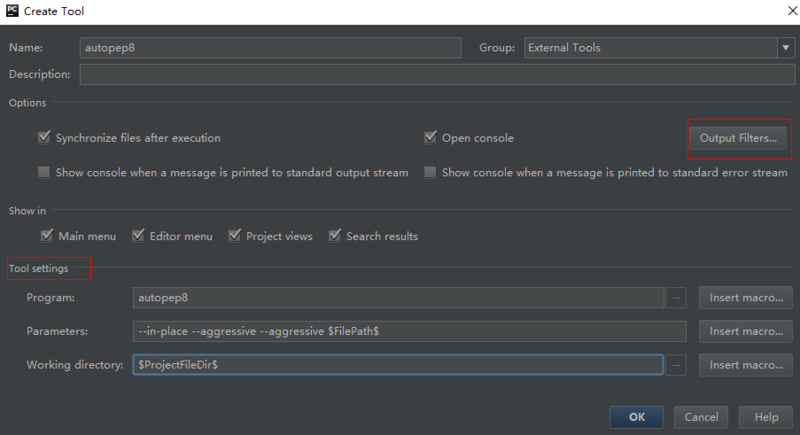 PC Create Tool
Name: autopep8 Group: External Tools
Description:
Options
Synchronize files after execution Open console Output Filters...
Show console when a message is printed to standard output stream Show console when a message is printed to standard error stream
Show in
Main menu Editor menu Project views Search results
Tool settings
Program: autopep8 ... Insert macro...
Parameters: --in-place --aggressive --aggressive $FilePath$ Insert macro...
Working directory: $ProjectFileDir$ ... Insert macro...
OK Cancel Help